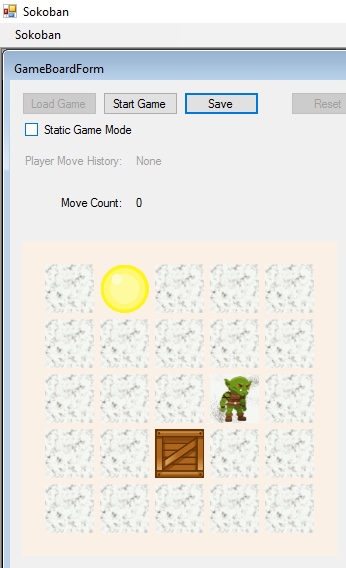 Sokoban
Sokoban
GameBoardForm
Load Game Start Game Save Reset
Static Game Mode
Player Move History: None
Move Count: 0